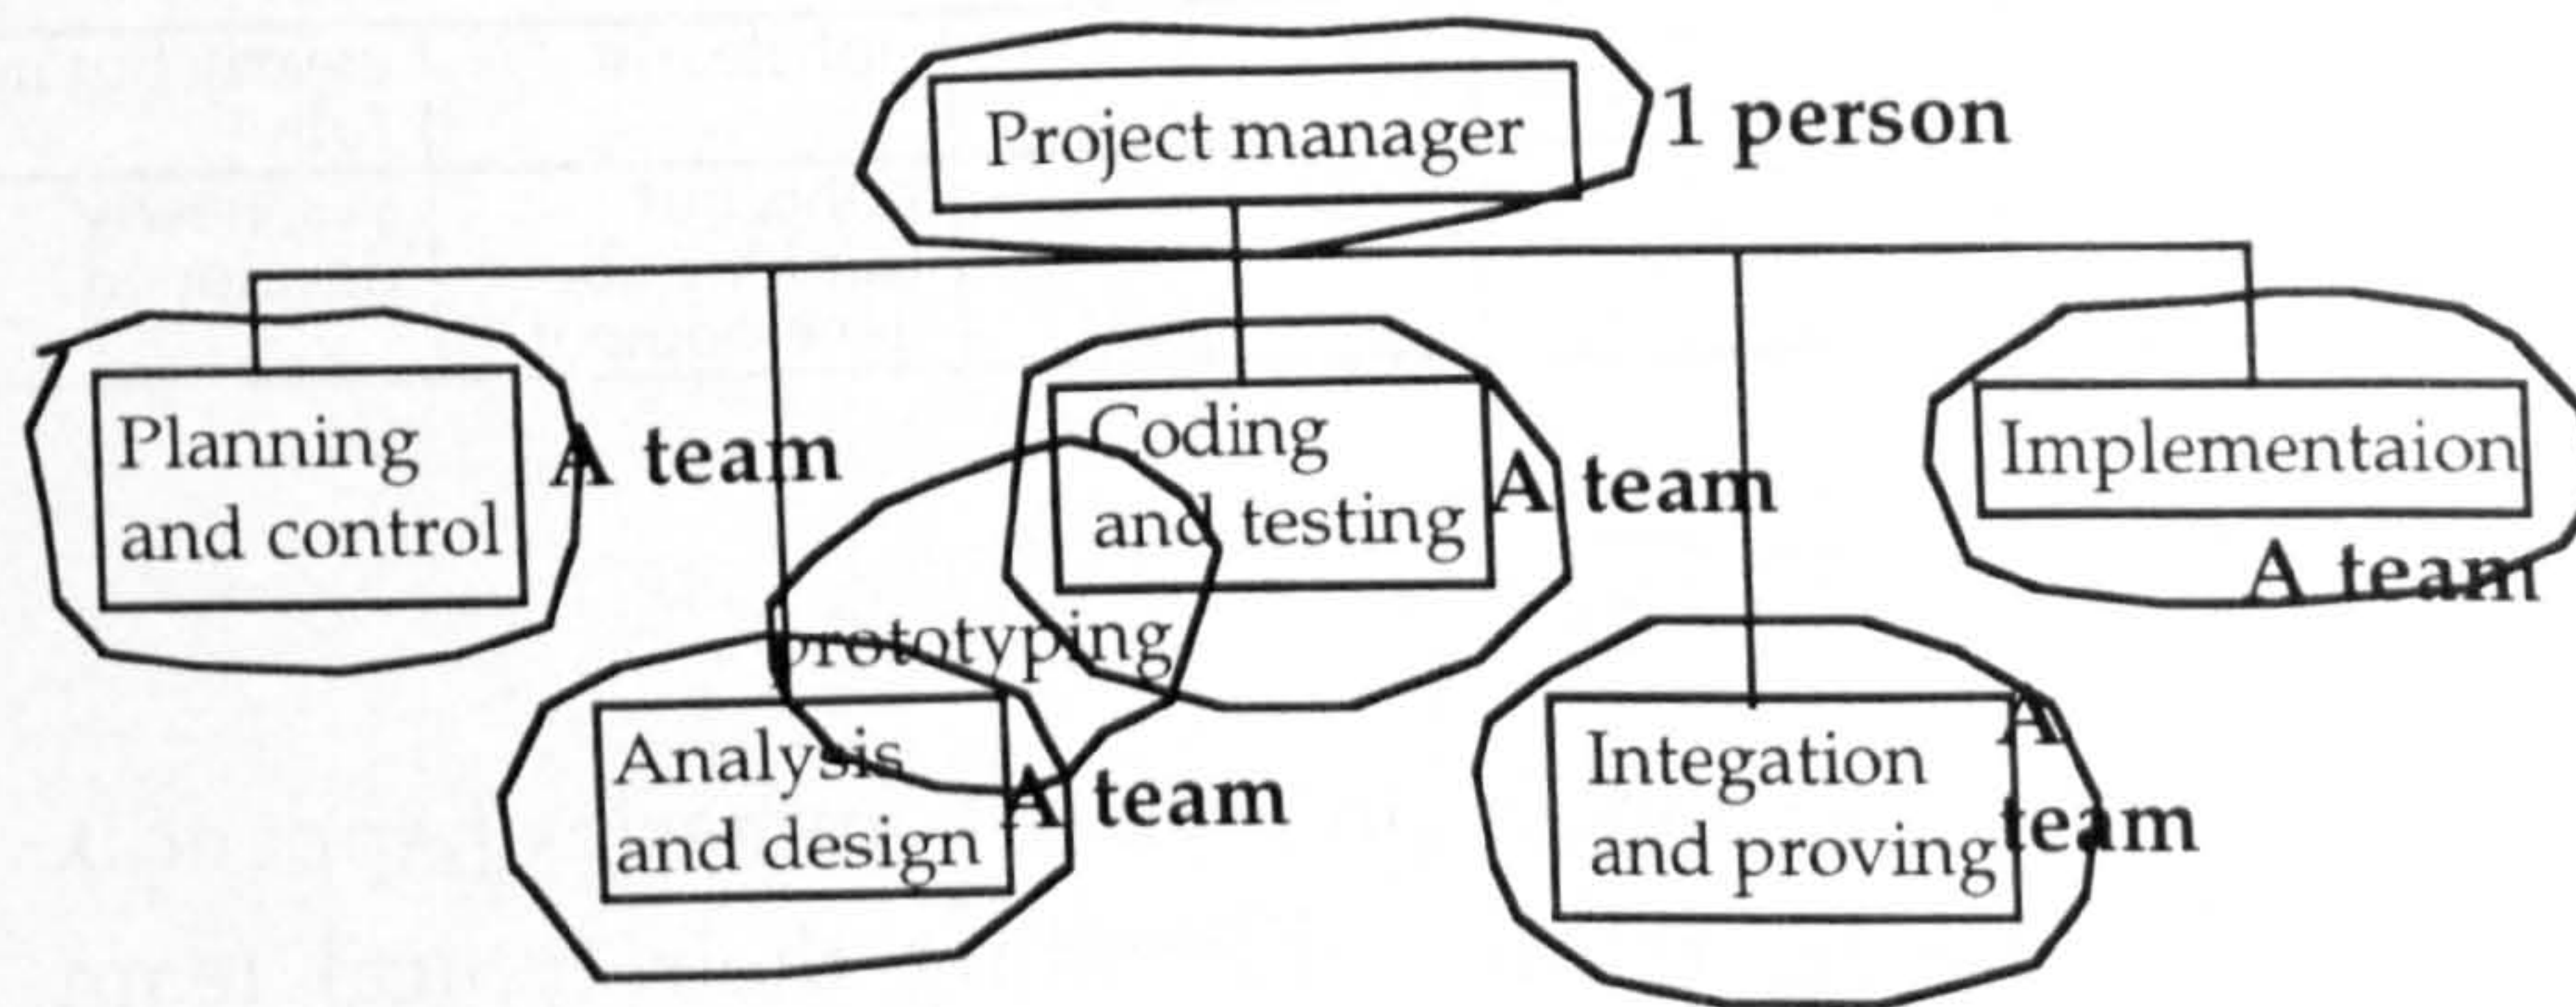 Project manager
1 person
Planning
and control
A team
Coding
and testing
A team
Implementaion
A team
prototyping
Analysis
and design
A team
Integation
and proving
A
team